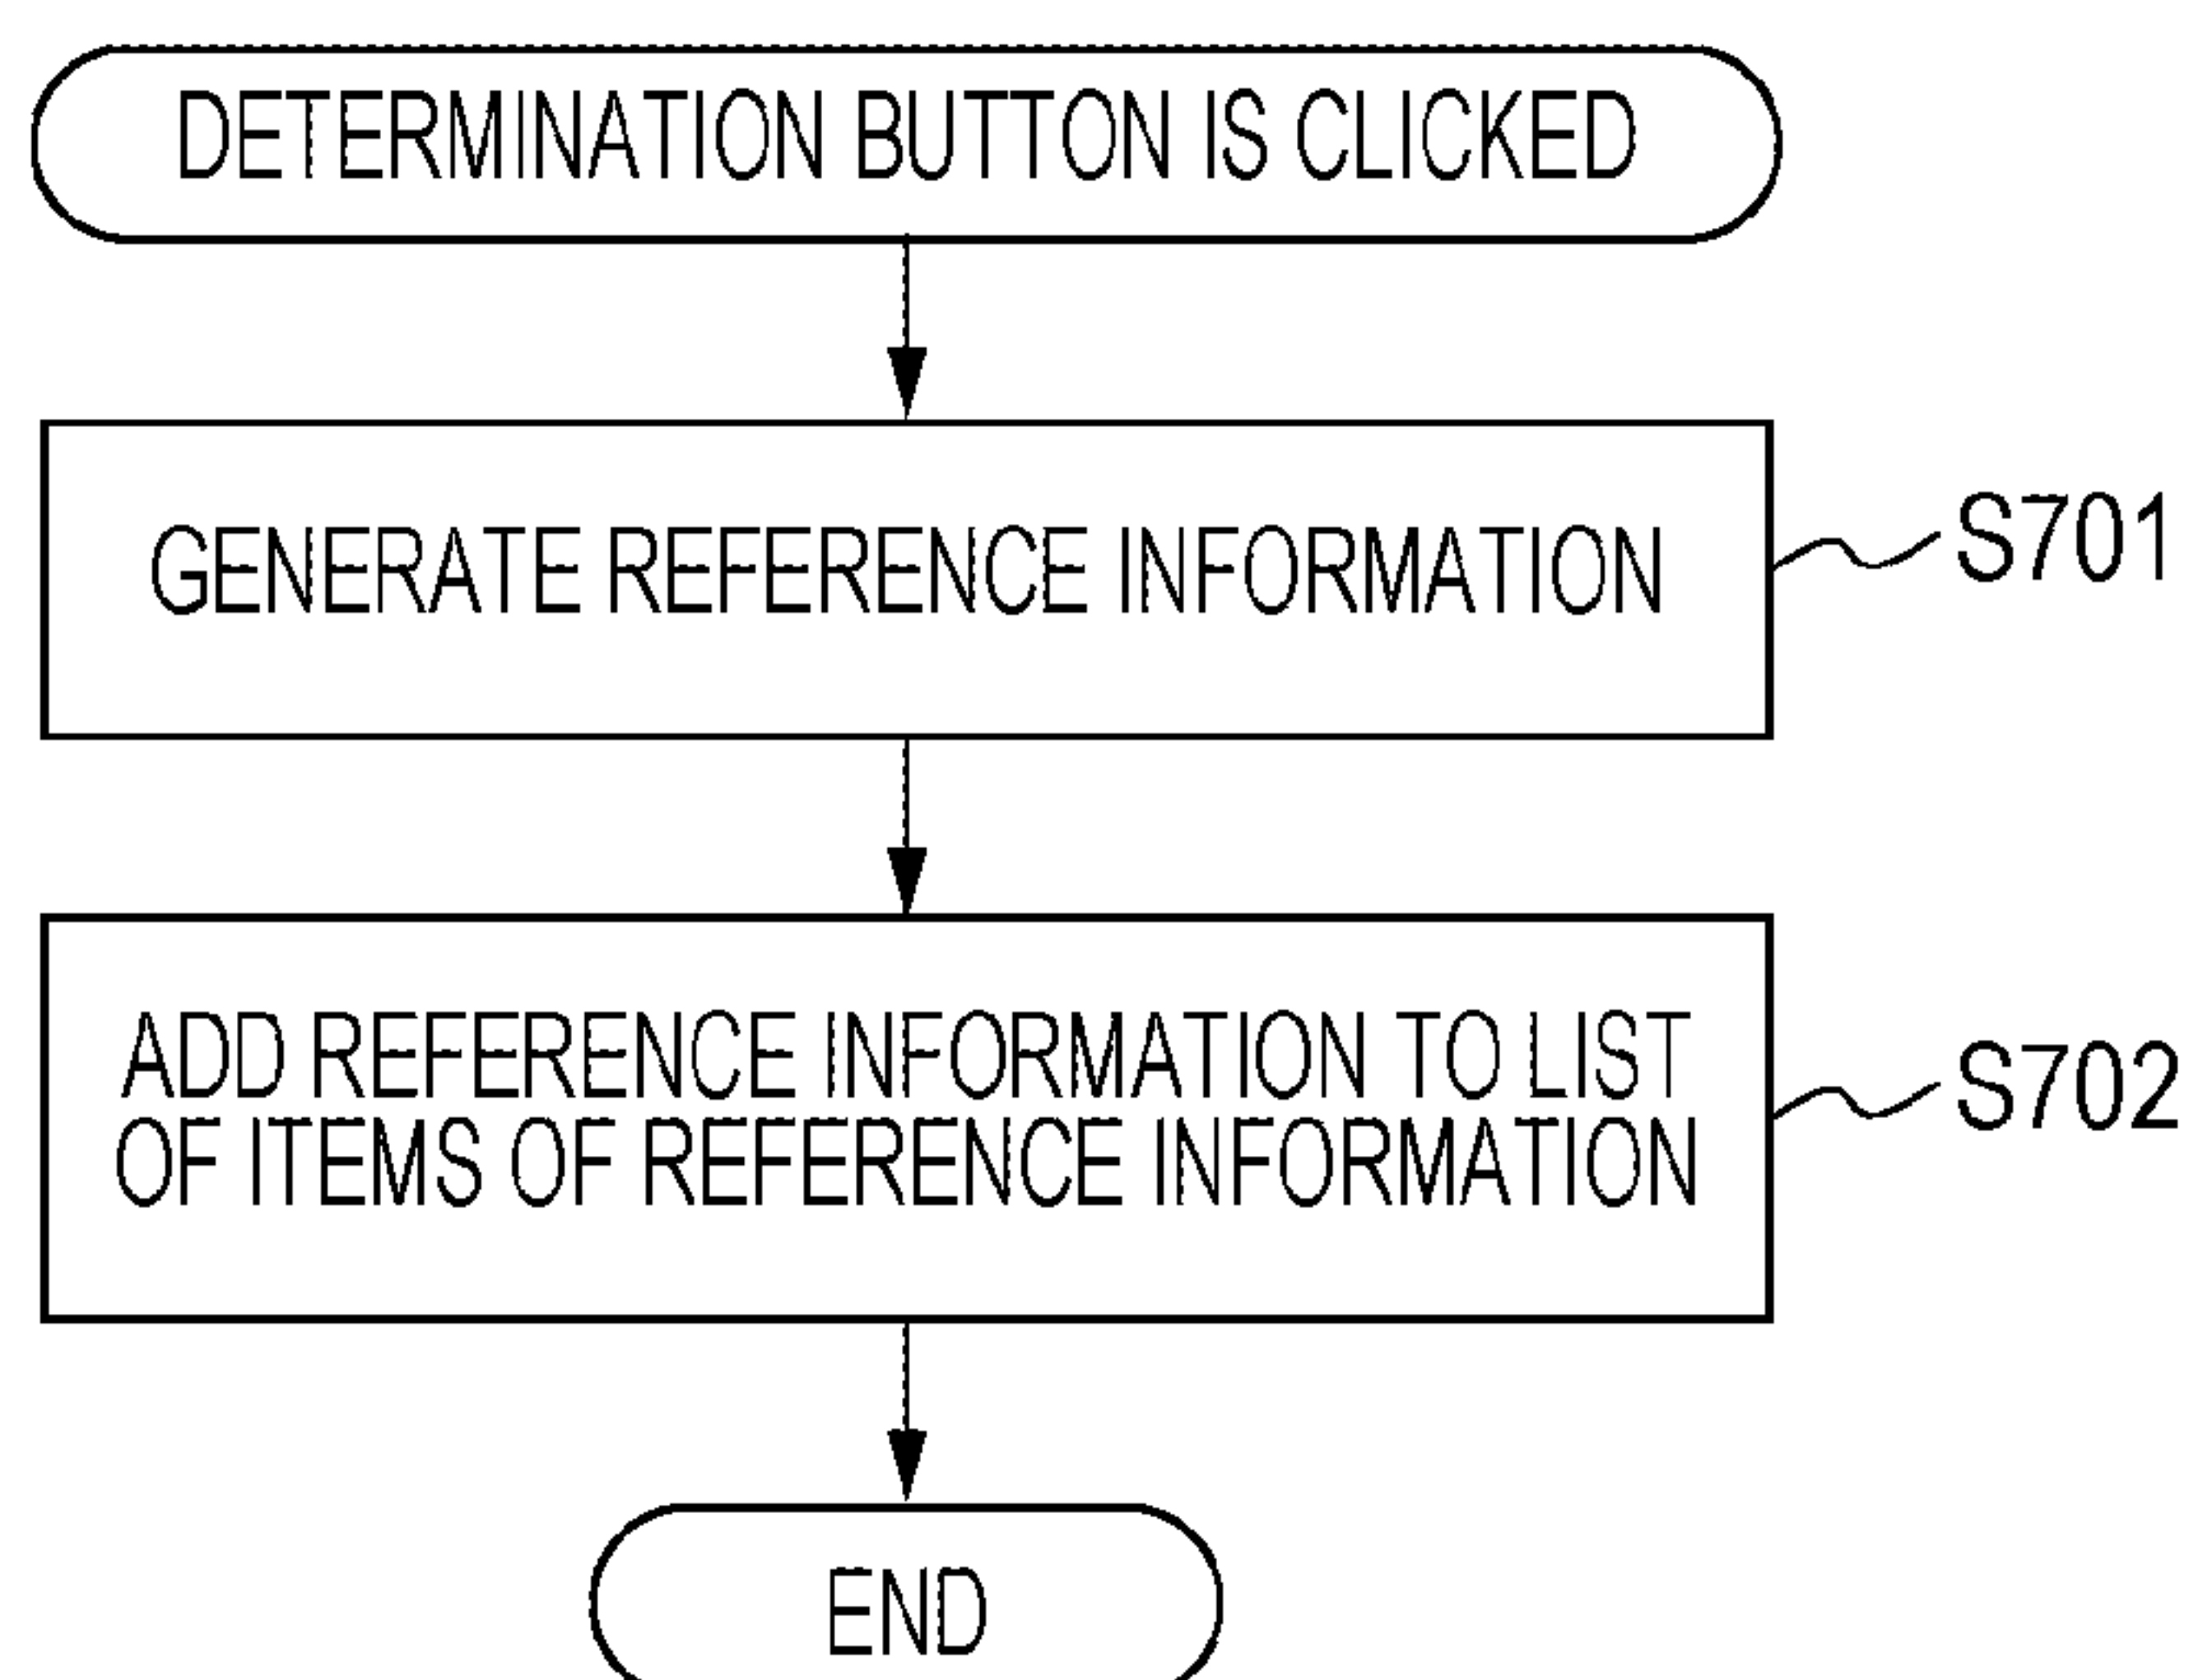 DETERMINATION BUTTON IS CLICKED
GENERATE REFERENCE INFORMATION
S701
ADD REFERENCE INFORMATION TO LIST
OF ITEMS OF REFERENCE INFORMATION
S702
END